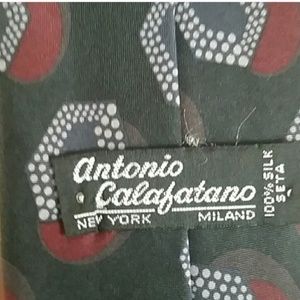 antonio
Calafatano
NEW YORK MILAND
100% SILK
SETA